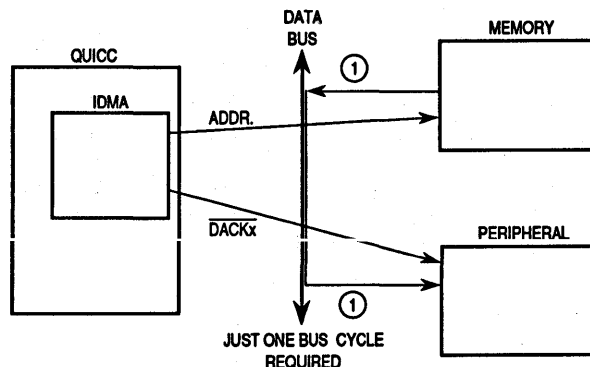 DATA
BUS
MEMORY
QUICC
1
IDMA
ADDR.
DACKx
PERIPHERAL
1
JUST ONE BUS CYCLE
REQUIRED